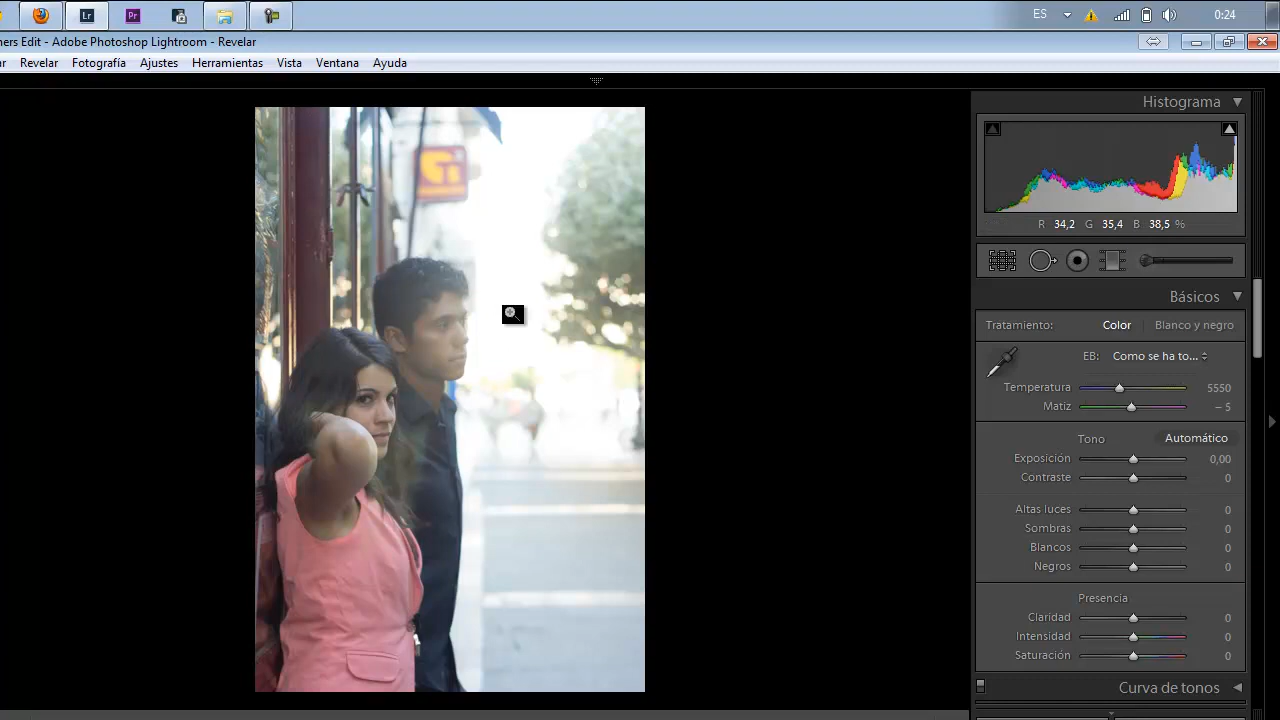 Lr
Pr
ES
0:24
ners Edit - Adobe Photoshop Lightroom - Revelar
ar Revelar Fotografía Ajustes Herramientas Vista Ventana Ayuda
Histograma
R 34,2 G 35,4 B 38,5 %
Básicos
Tratamiento: Color Blanco y negro
EB: Como se ha to...
Temperatura 5550
Matiz – 5
Tono Automático
Exposición 0,00
Contraste 0
Altas luces 0
Sombras 0
Blancos 0
Negros 0
Presencia
Claridad 0
Intensidad 0
Saturación 0
Curva de tonos